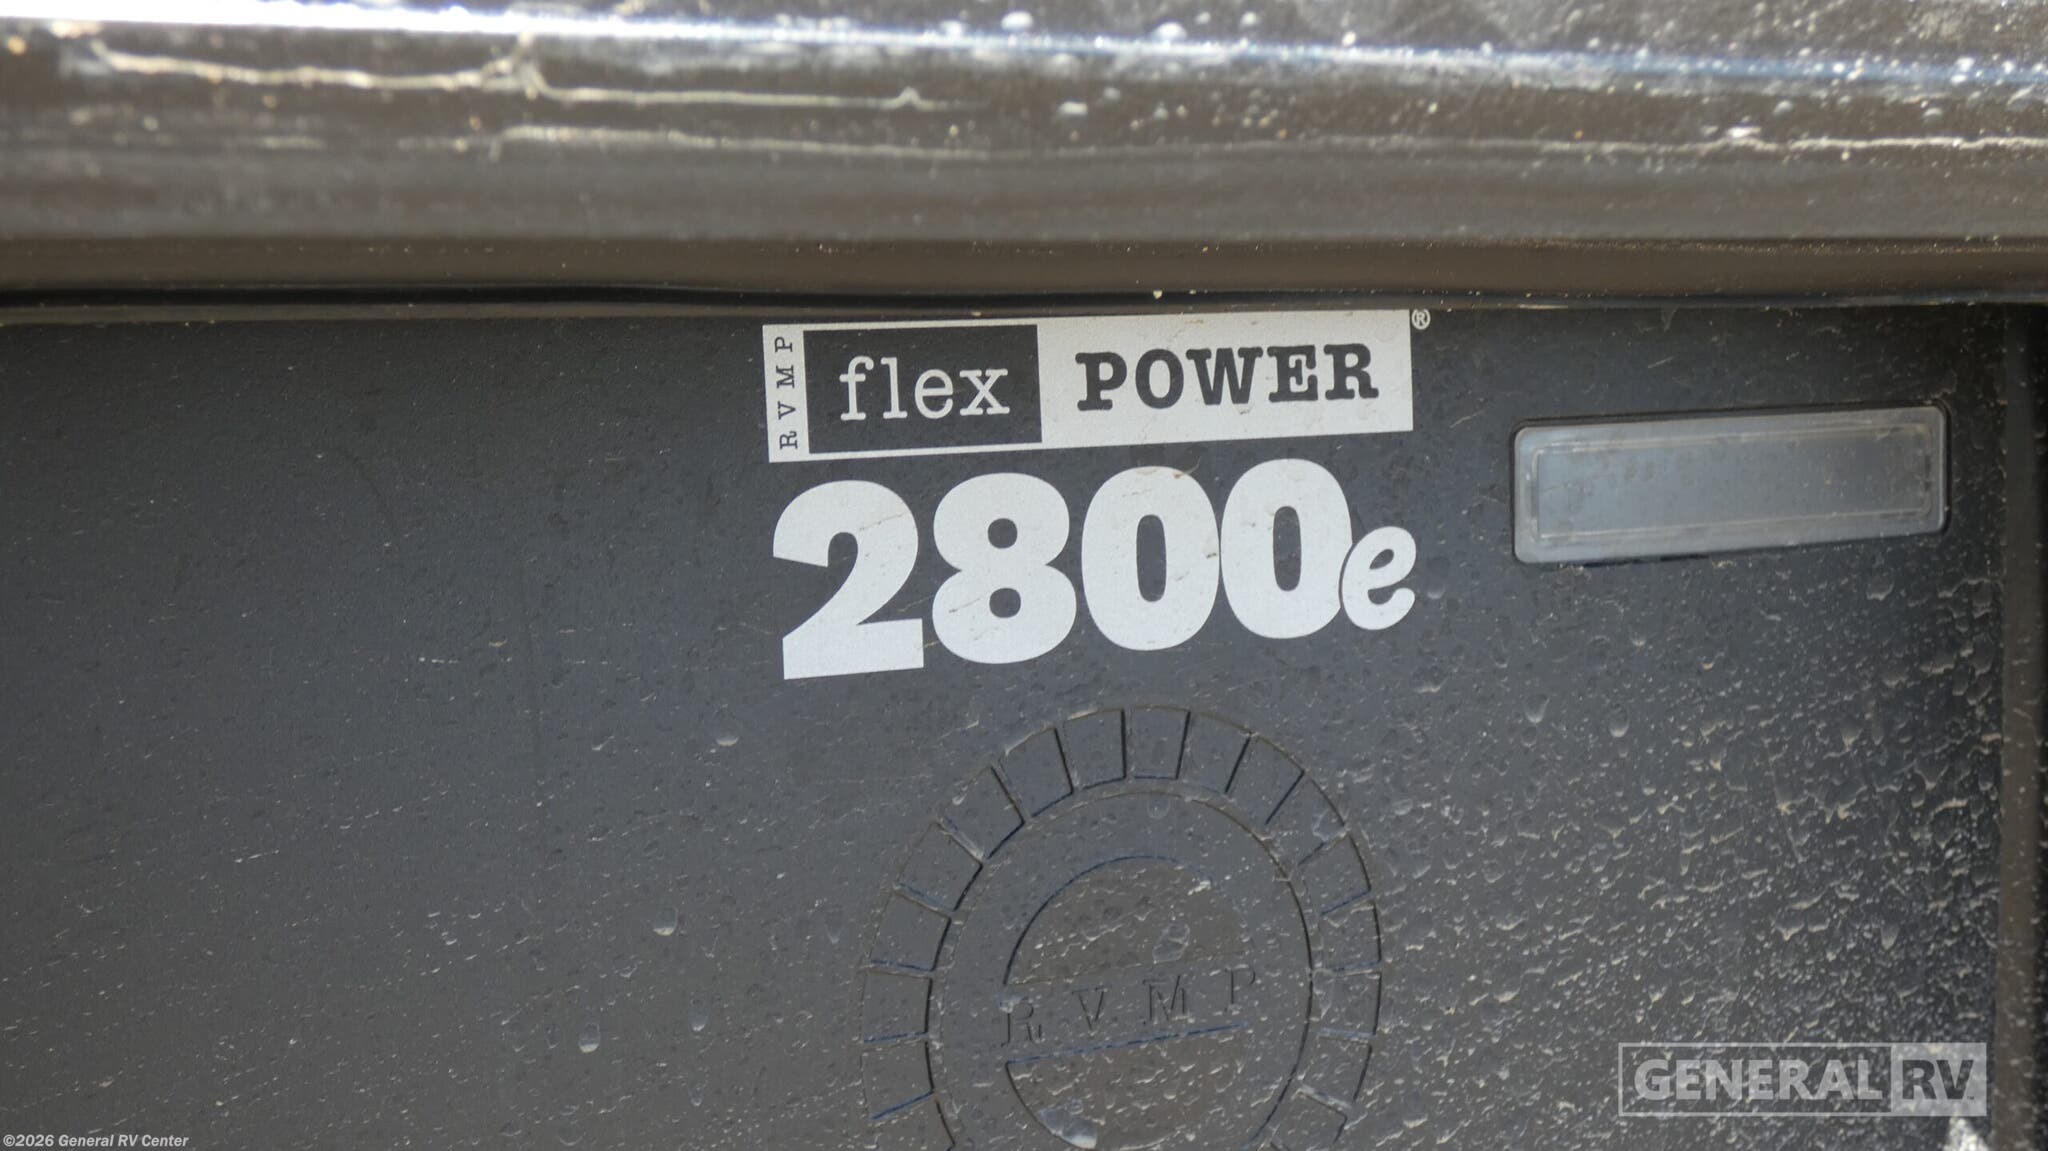 RVMP flex POWER®
2800e
RVMP
GENERAL RV
©2026 General RV Center